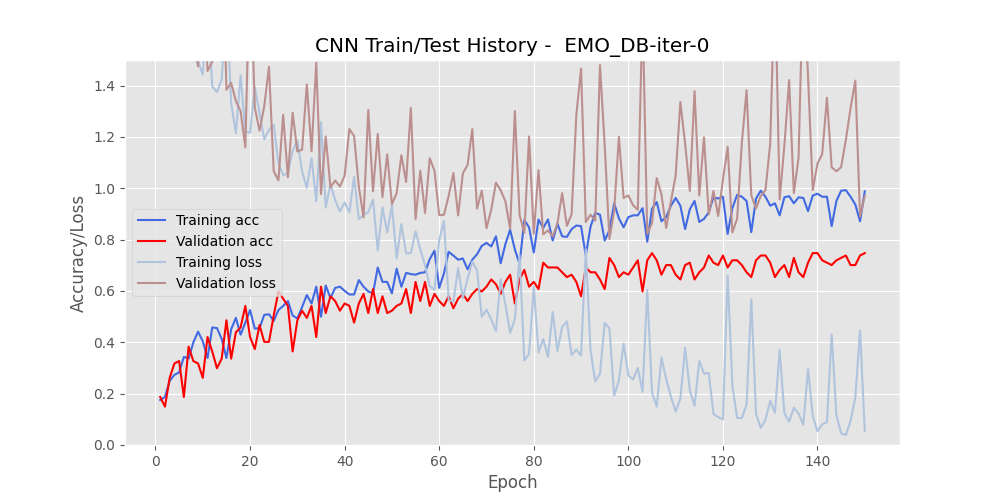 CNN Train/Test History -  EMO_DB-iter-0
1.4
1.2
1.0
0.8
0.6
0.4
0.2
0.0
Accuracy/Loss
Training acc
Validation acc
Training loss
Validation loss
0 20 40 60 80 100 120 140
Epoch